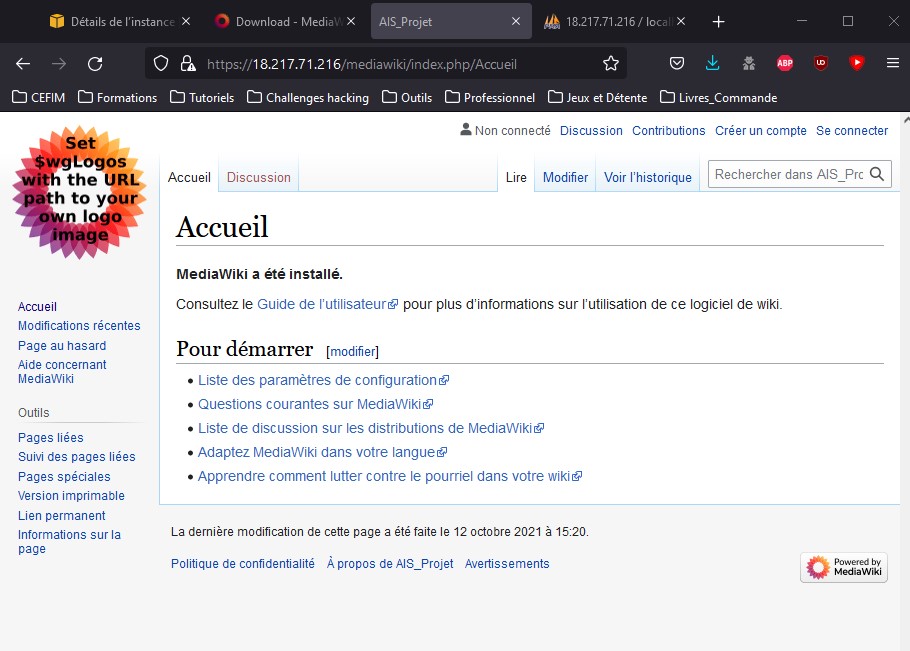 Détails de l'instance
Download - MediaW
AIS_Projet
18.217.71.216 / local
https://18.217.71.216/mediawiki/index.php/Accueil
ABP
UD
CEFIM Formations Tutoriels Challenges hacking Outils Professionnel Jeux et Détente Livres_Commande
Set
$wgLogos
with the URL
path to your
own logo
image
Non connecté Discussion Contributions Créer un compte Se connecter
Accueil Discussion Lire Modifier Voir l'historique Rechercher dans AIS_Prc
Accueil
MediaWiki a été installé.
Consultez le Guide de l’utilisateur pour plus d’informations sur l’utilisation de ce logiciel de wiki.
Pour démarrer [modifier]
Liste des paramètres de configuration
Questions courantes sur MediaWiki
Liste de discussion sur les distributions de MediaWiki
Adaptez MediaWiki dans votre langue
Apprendre comment lutter contre le pourriel dans votre wiki
Accueil
Modifications récentes
Page au hasard
Aide concernant
MediaWiki
Outils
Pages liées
Suivi des pages liées
Pages spéciales
Version imprimable
Lien permanent
Informations sur la
page
La dernière modification de cette page a été faite le 12 octobre 2021 à 15:20.
Politique de confidentialité À propos de AIS_Projet Avertissements
Powered by
MediaWiki